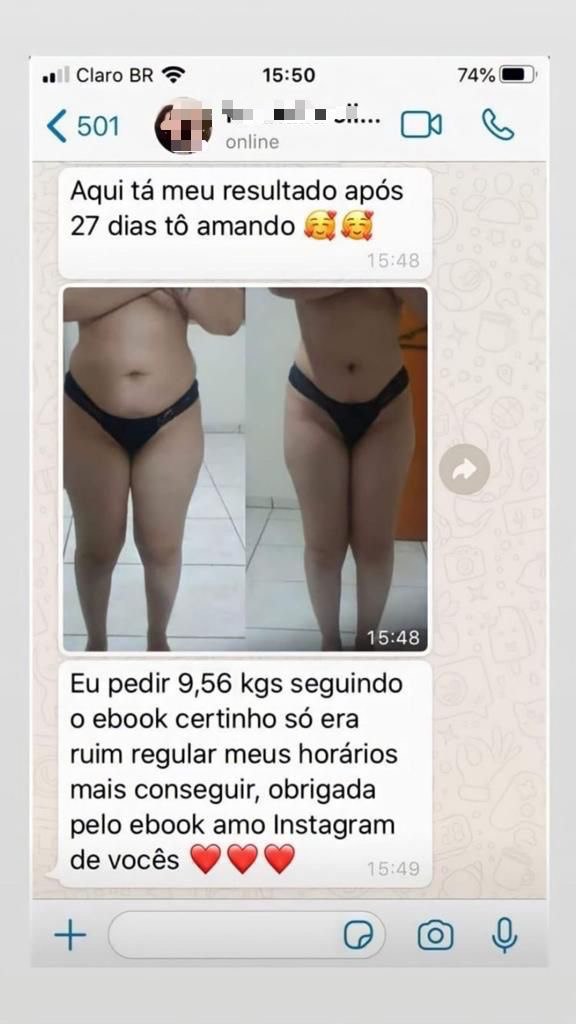 Claro BR
15:50
74%
501
online
Aqui tá meu resultado após
27 dias tô amando 🥰🥰
15:48
15:48
Eu pedir 9,56 kgs seguindo
o ebook certinho só era
ruim regular meus horários
mais conseguir, obrigada
pelo ebook amo Instagram
de vocês ❤️❤️❤️
15:49